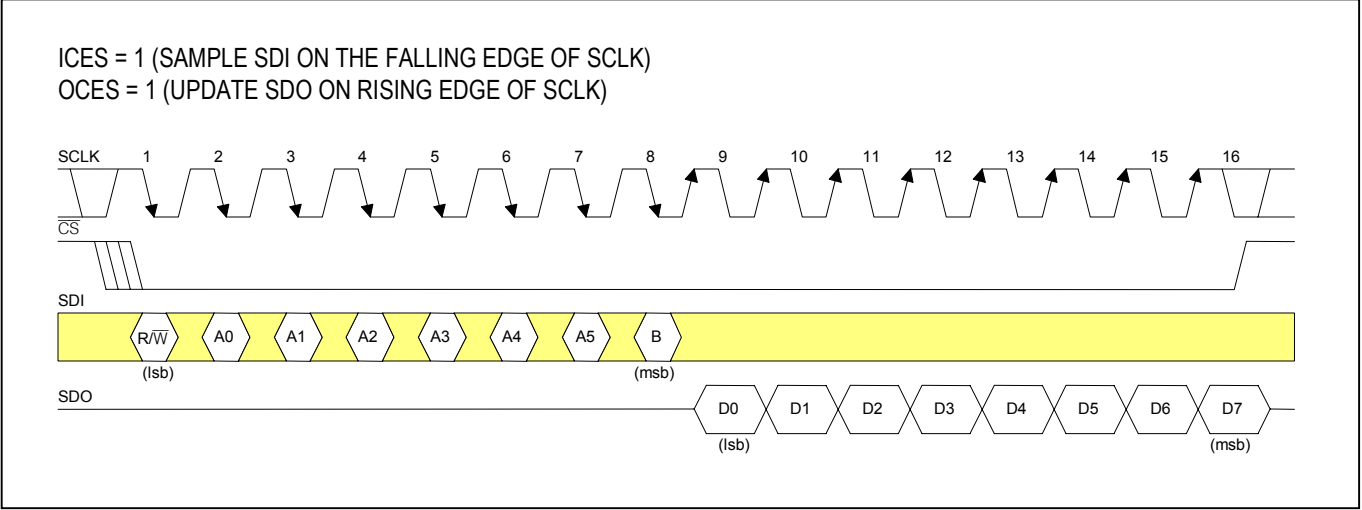 ICES = 1 (SAMPLE SDI ON THE FALLING EDGE OF SCLK)
OCES = 1 (UPDATE SDO ON RISING EDGE OF SCLK)
SCLK 1 2 3 4 5 6 7 8 9 10 11 12 13 14 15 16
C̅S̅
SDI
R/W̅ A0 A1 A2 A3 A4 A5 B
(lsb) (msb)
SDO
D0 D1 D2 D3 D4 D5 D6 D7
(lsb) (msb)